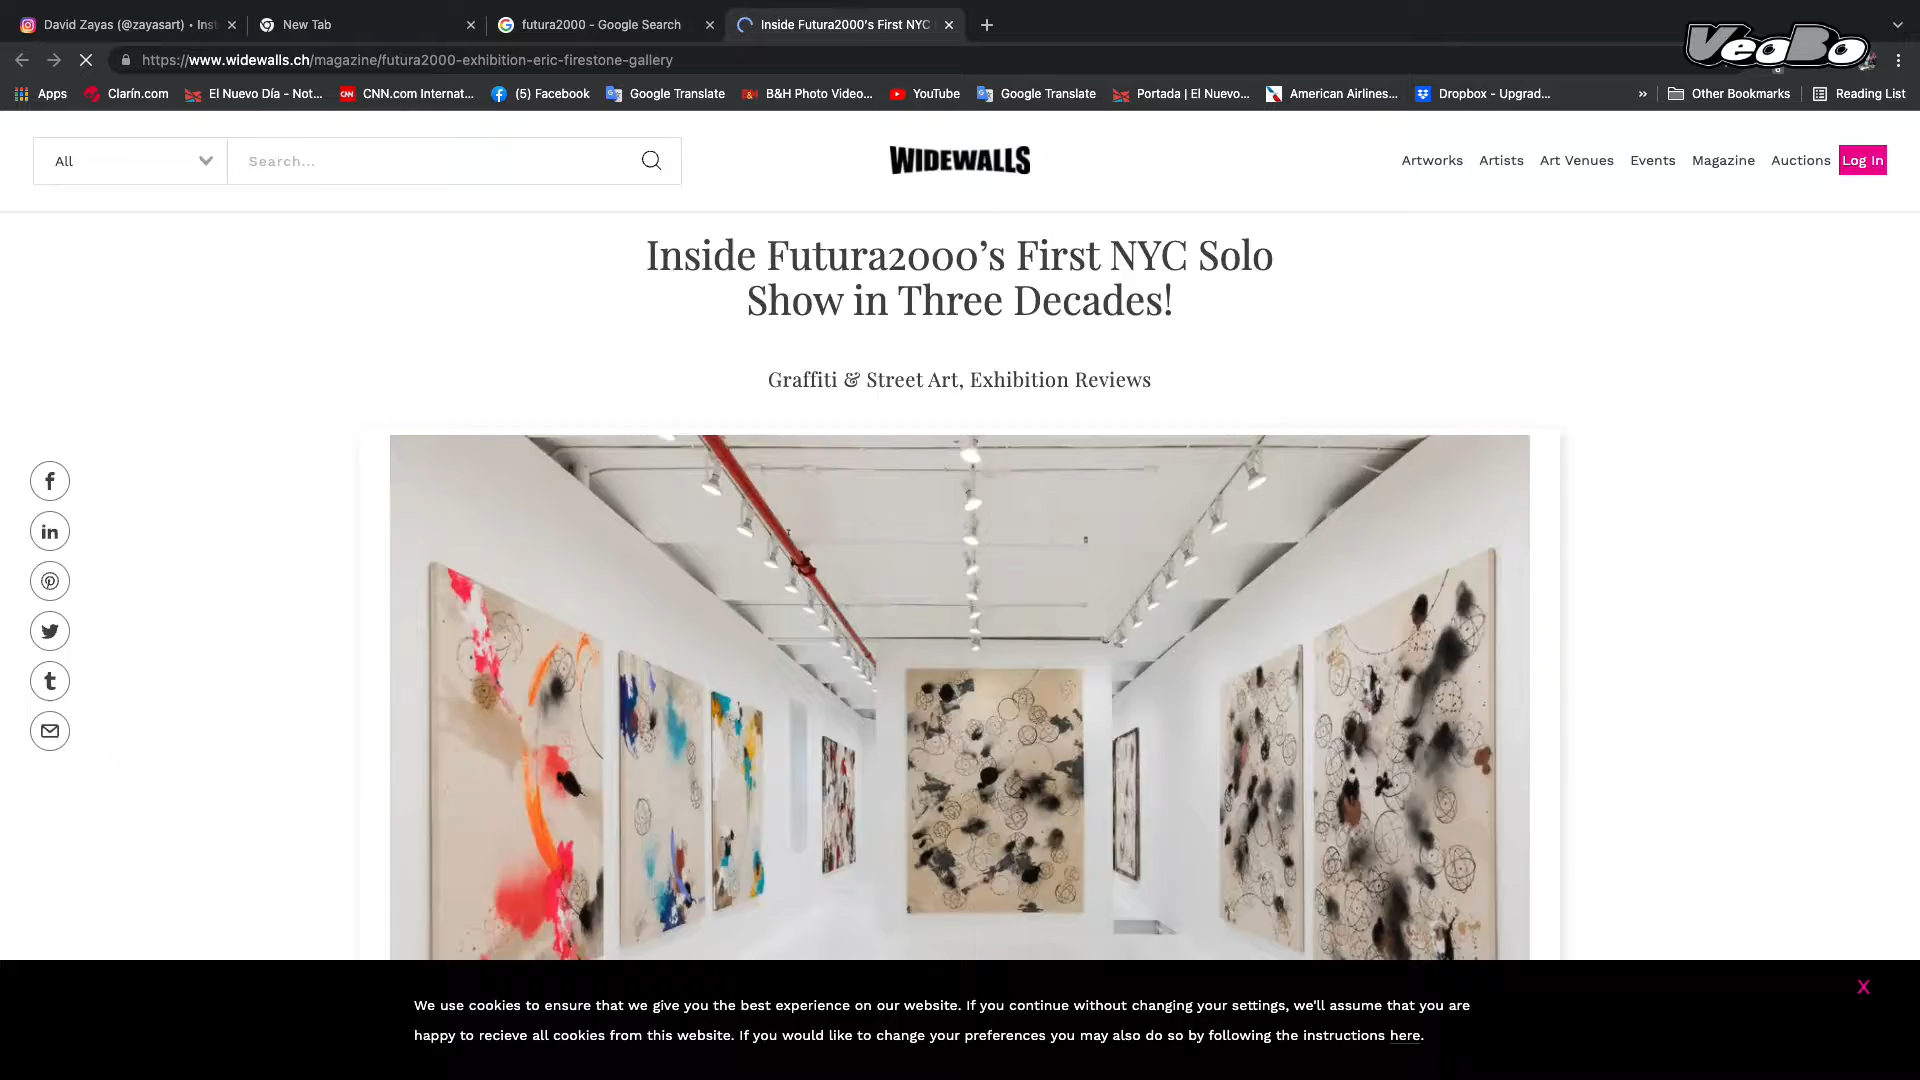 David Zayas (@zayasart) • Inst
New Tab
futura2000 - Google Search
Inside Futura2000's First NYC
VeoBo
https://www.widewalls.ch/magazine/futura2000-exhibition-eric-firestone-gallery
Apps
Clarín.com
El Nuevo Día - Not...
CNN.com Internat...
(5) Facebook
Google Translate
B&H Photo Video...
YouTube
Google Translate
Portada | El Nuevo...
American Airlines...
Dropbox - Upgrad...
»
Other Bookmarks
Reading List
All
Search...
WIDEWALLS
Artworks
Artists
Art Venues
Events
Magazine
Auctions
Log In
Inside Futura2000’s First NYC Solo
Show in Three Decades!
Graffiti & Street Art, Exhibition Reviews
We use cookies to ensure that we give you the best experience on our website. If you continue without changing your settings, we'll assume that you are
happy to recieve all cookies from this website. If you would like to change your preferences you may also do so by following the instructions here.
X